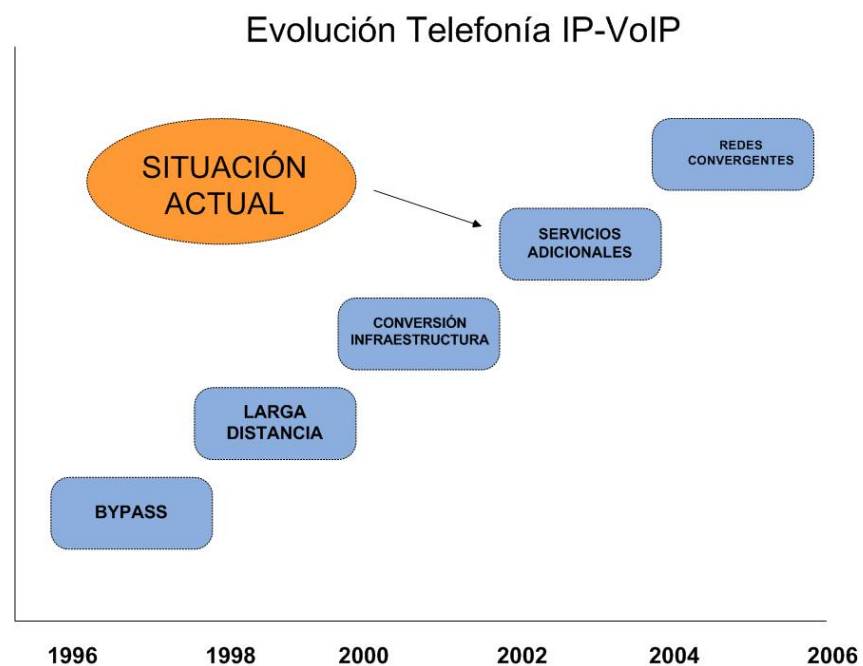 Evolución Telefonía IP-VoIP
SITUACIÓN
ACTUAL
REDES
CONVERGENTES
SERVICIOS
ADICIONALES
CONVERSIÓN
INFRAESTRUCTURA
LARGA
DISTANCIA
BYPASS
1996 1998 2000 2002 2004 2006